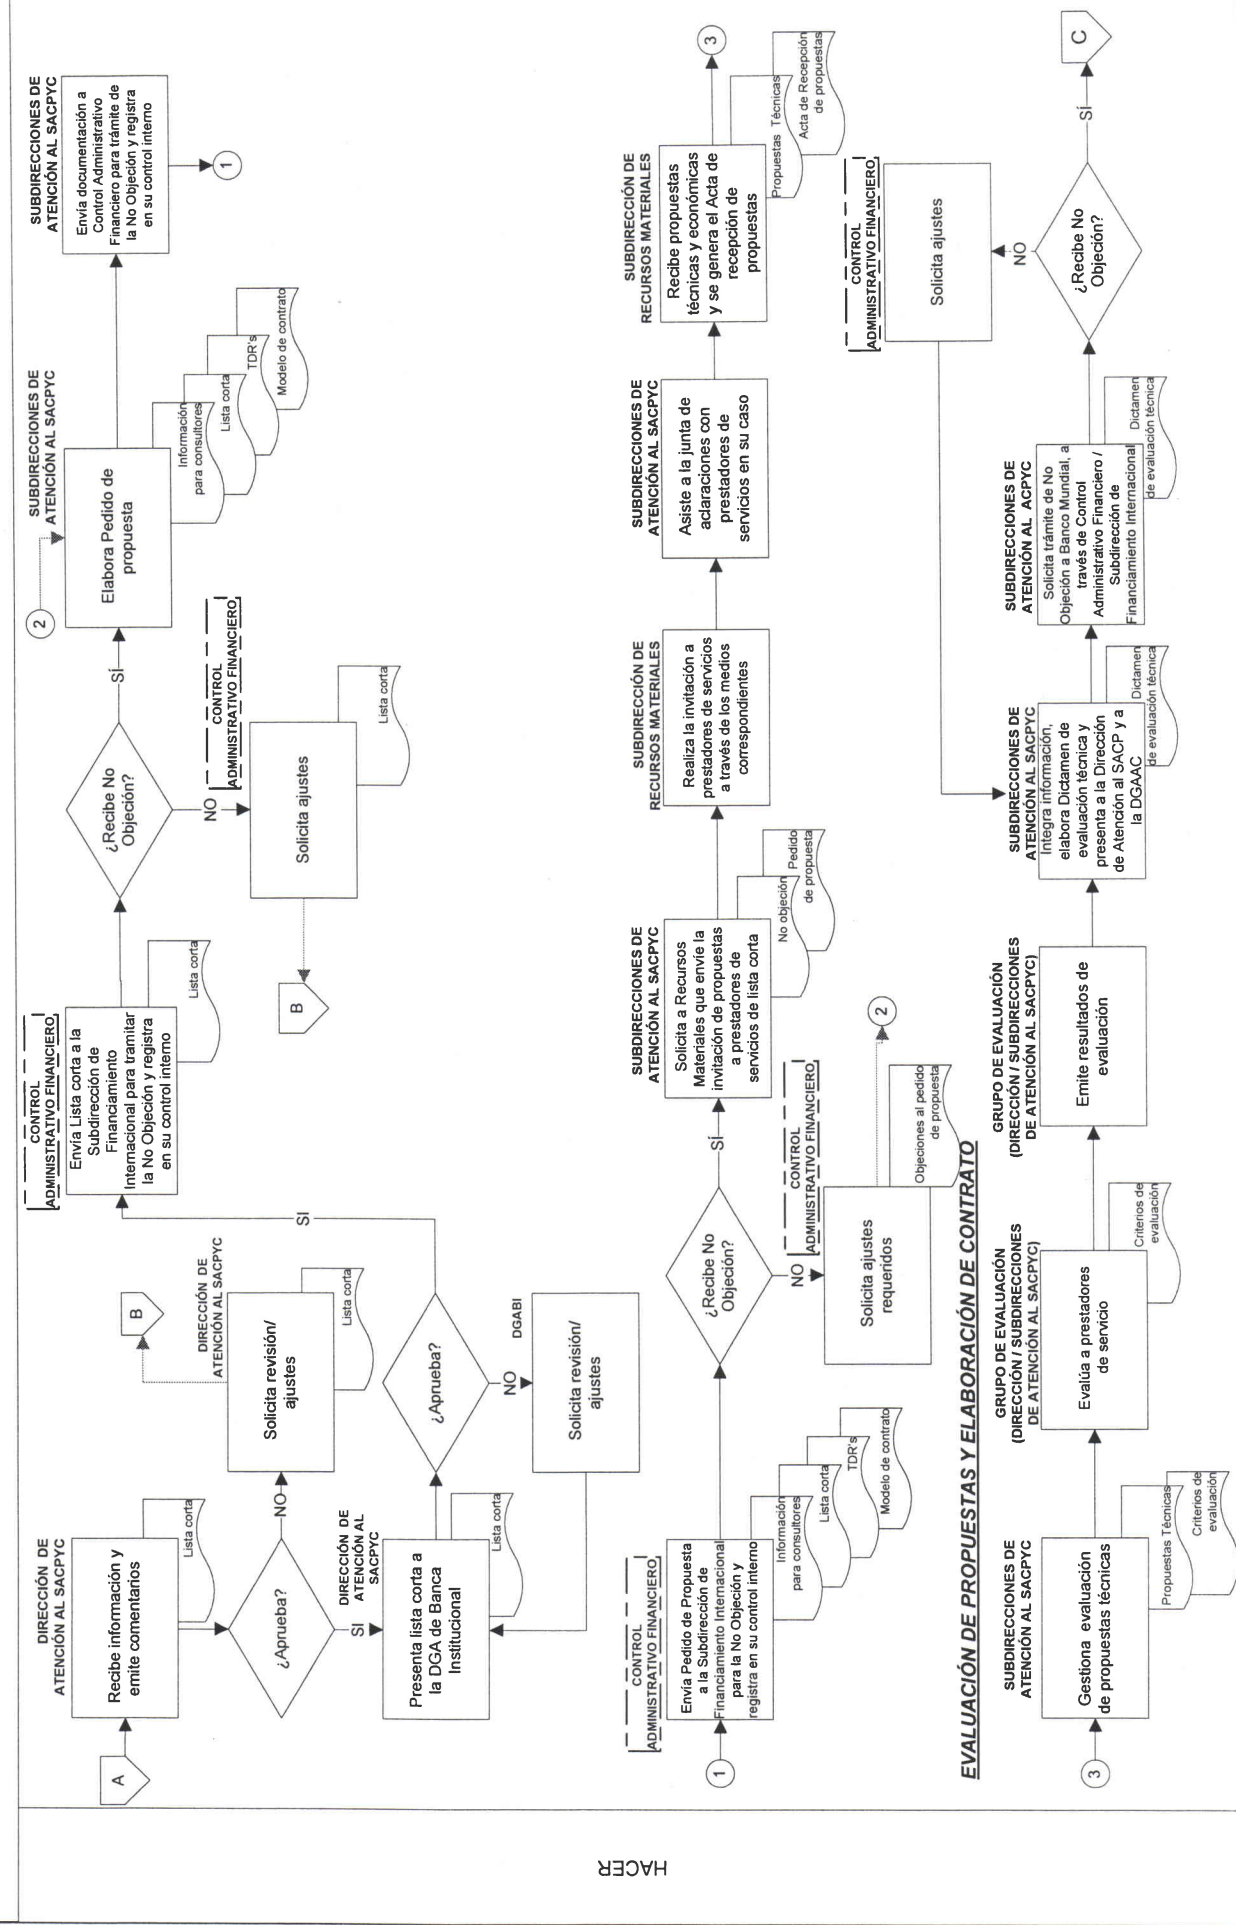 HACER
A
DIRECCIÓN DE
ATENCIÓN AL SACPYC
Recibe información y
emite comentarios
Lista corta
¿Aprueba?
NO
DIRECCIÓN DE
ATENCIÓN AL SACPYC
Solicita revisión/
ajustes
Lista corta
B
SI
DIRECCIÓN DE
ATENCIÓN AL
SACPYC
Presenta lista corta a
la DGA de Banca
Institucional
Lista corta
¿Aprueba?
NO
DGABI
Solicita revisión/
ajustes
SI
CONTROL
ADMINISTRATIVO FINANCIERO
Envía Lista corta a la
Subdirección de
Financiamiento
Internacional para tramitar
la No Objeción y registra
en su control interno
Lista corta
¿Recibe No
Objeción?
NO
CONTROL
ADMINISTRATIVO FINANCIERO
Solicita ajustes
Lista corta
B
SÍ
2
SUBDIRECCIONES DE
ATENCIÓN AL SACPYC
Elabora Pedido de
propuesta
Información
para consultores
Lista corta
TDR's
Modelo de contrato
SUBDIRECCIONES DE
ATENCIÓN AL SACPYC
Envía documentación a
Control Administrativo
Financiero para trámite de
la No Objeción y registra
en su control interno
1
1
CONTROL
ADMINISTRATIVO FINANCIERO
Envía Pedido de Propuesta
a la Subdirección de
Financiamiento Internacional
para la No Objeción y
registra en su control interno
Información
para consultores
Lista corta
TDR's
Modelo de contrato
¿Recibe No
Objeción?
NO
CONTROL
ADMINISTRATIVO FINANCIERO
Solicita ajustes
requeridos
Objeciones al pedido
de propuesta
2
SÍ
SUBDIRECCIONES DE
ATENCIÓN AL SACPYC
Solicita a Recursos
Materiales que envíe la
invitación de propuestas
a prestadores de
servicios de lista corta
No objeción
Pedido
de propuesta
SUBDIRECCIÓN DE
RECURSOS MATERIALES
Realiza la invitación a
prestadores de servicios
a través de los medios
correspondientes
SUBDIRECCIONES DE
ATENCIÓN AL SACPYC
Asiste a la junta de
aclaraciones con
prestadores de
servicios en su caso
SUBDIRECCIÓN DE
RECURSOS MATERIALES
Recibe propuestas
técnicas y económicas
y se genera el Acta de
recepción de
propuestas
Propuestas Técnicas
Acta de Recepción
de propuestas
3
EVALUACIÓN DE PROPUESTAS Y ELABORACIÓN DE CONTRATO
3
SUBDIRECCIONES DE
ATENCIÓN AL SACPYC
Gestiona evaluación
de propuestas técnicas
Propuestas Técnicas
Criterios de
evaluación
GRUPO DE EVALUACIÓN
(DIRECCIÓN / SUBDIRECCIONES
DE ATENCIÓN AL SACPYC)
Evalúa a prestadores
de servicio
Criterios de
evaluación
GRUPO DE EVALUACIÓN
(DIRECCIÓN / SUBDIRECCIONES
DE ATENCIÓN AL SACPYC)
Emite resultados de
evaluación
SUBDIRECCIONES DE
ATENCIÓN AL SACPYC
Integra información,
elabora Dictamen de
evaluación técnica y
presenta a la Dirección
de Atención al SACP y a
la DGAAC
Dictamen
de evaluación técnica
SUBDIRECCIONES DE
ATENCIÓN AL ACPYC
Solicita trámite de No
Objeción a Banco Mundial, a
través de Control
Administrativo Financiero /
Subdirección de
Financiamiento Internacional
Dictamen
de evaluación técnica
¿Recibe No
Objeción?
NO
CONTROL
ADMINISTRATIVO FINANCIERO
Solicita ajustes
SÍ
C